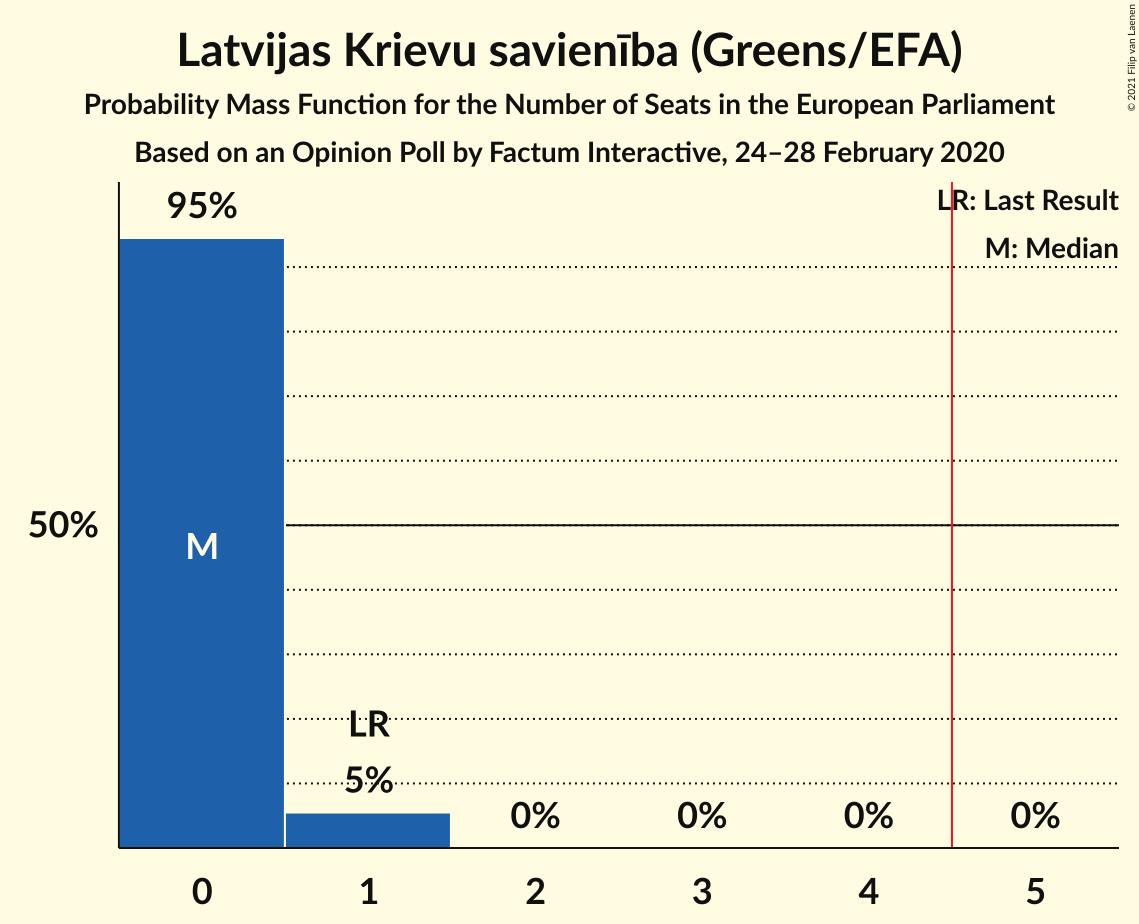 Latvijas Krievu savienība (Greens/EFA)
Probability Mass Function for the Number of Seats in the European Parliament
Based on an Opinion Poll by Factum Interactive, 24–28 February 2020
© 2021 Filip van Laenen
LR: Last Result
M: Median
95%
50%
M
LR
5%
0%
0%
0%
0%
0
1
2
3
4
5